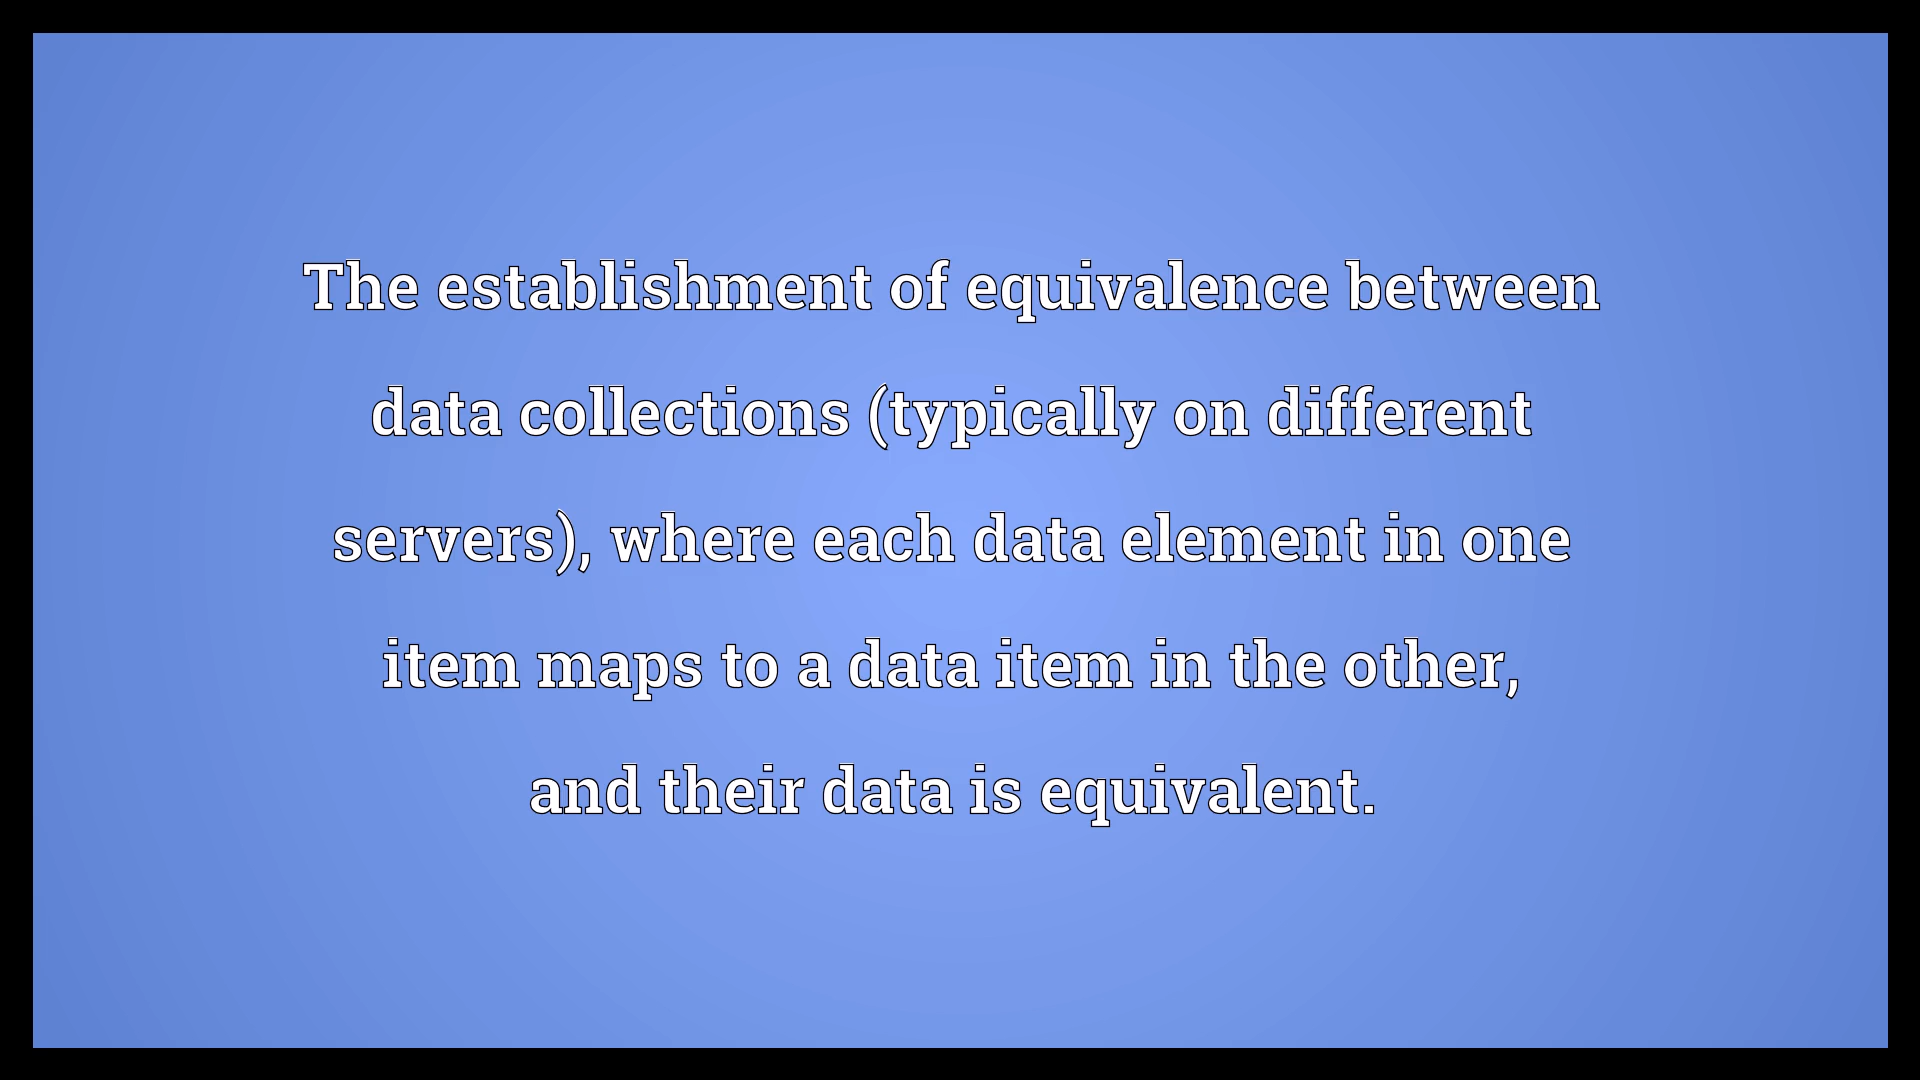 The establishment of equivalence between
data collections (typically on different
servers), where each data element in one
item maps to a data item in the other,
and their data is equivalent.